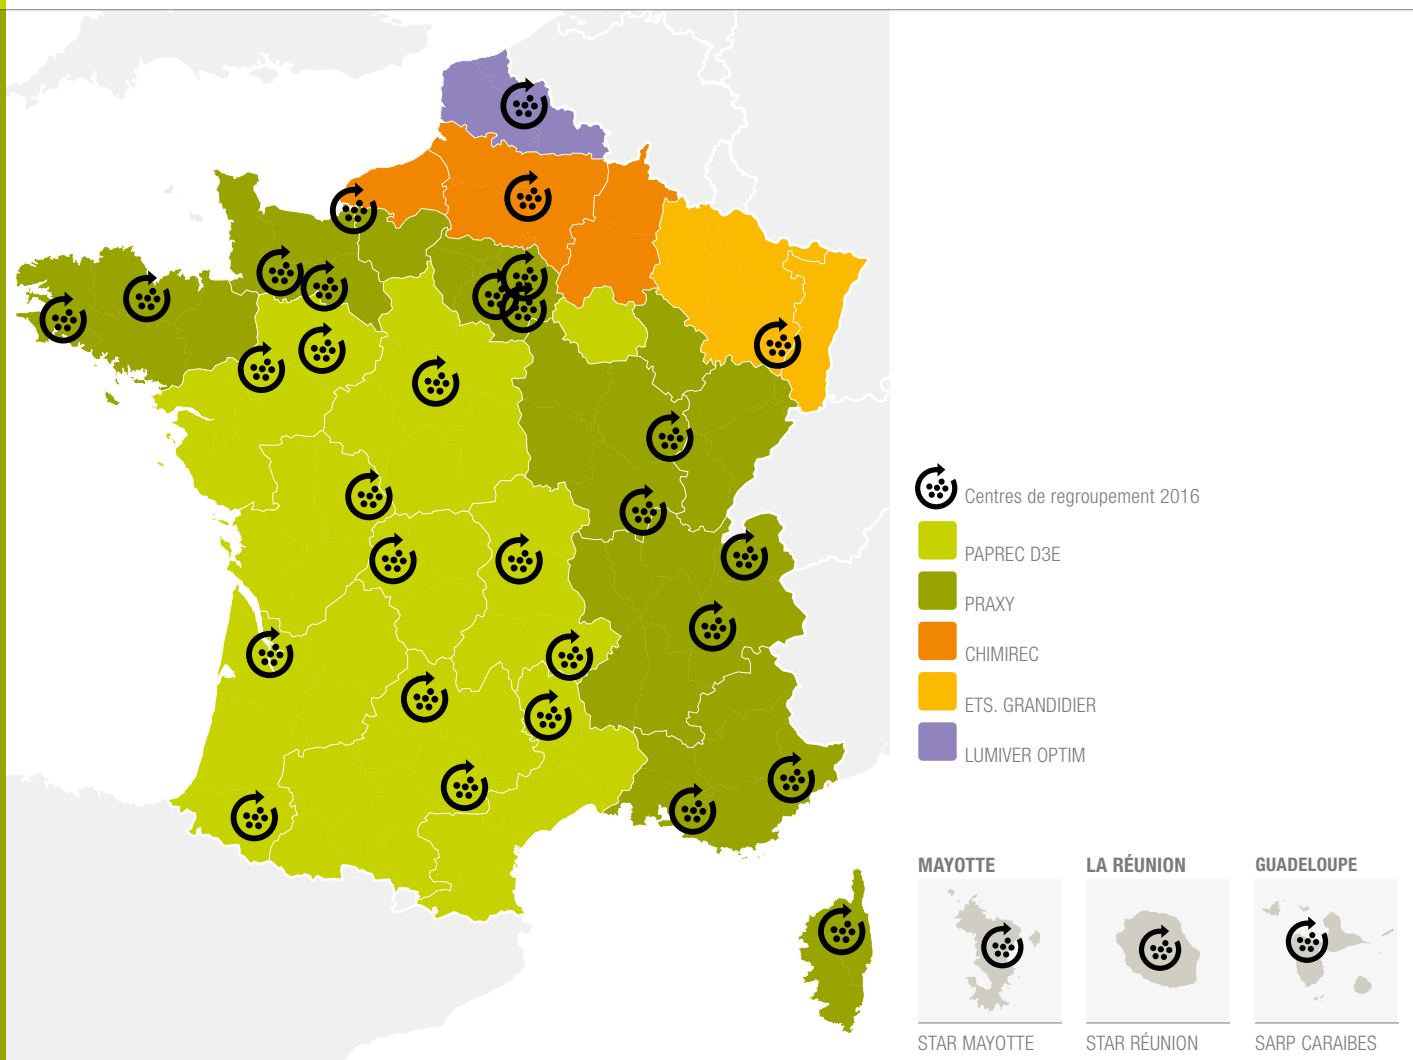 Centres de regroupement 2016
PAPREC D3E
PRAXY
CHIMIREC
ETS. GRANDIDIER
LUMIVER OPTIM
MAYOTTE
LA RÉUNION
GUADELOUPE
STAR MAYOTTE
STAR RÉUNION
SARP CARAIBES